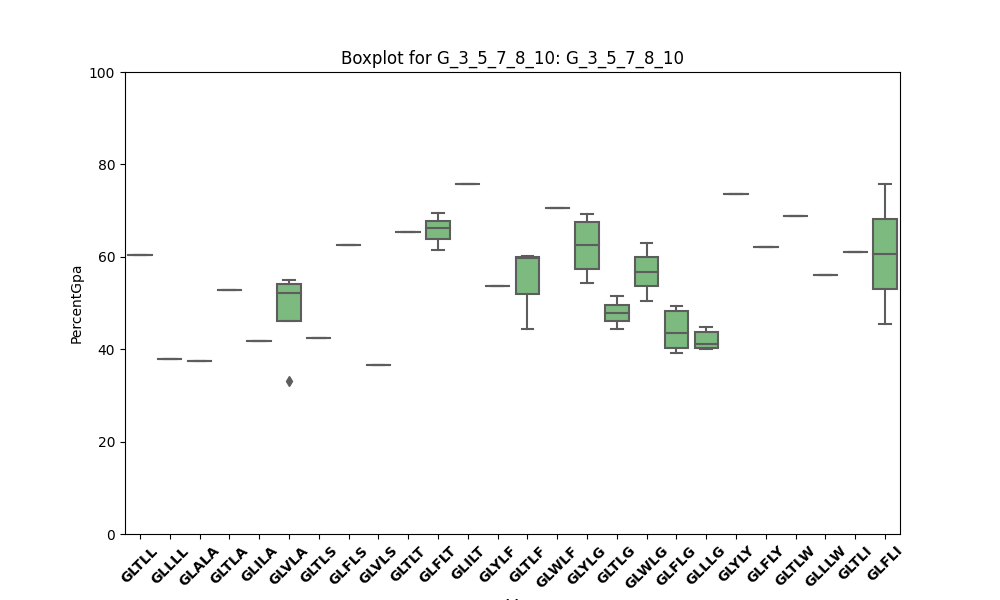 Boxplot for G_3_5_7_8_10: G_3_5_7_8_10
PercentGpa
100
80
60
40
20
0
GLTLL
GLLLL
GLALA
GLTLA
GLILA
GLVLA
GLTLS
GLFLS
GLVLS
GLTLT
GLFLT
GLILT
GLYLF
GLTLF
GLWLF
GLYLG
GLTLG
GLWLG
GLFLG
GLLLG
GLYLY
GLFLY
GLTLW
GLLLW
GLTLI
GLFLI